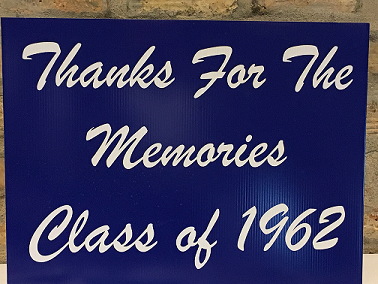 Thanks For The
Memories
Class of 1962